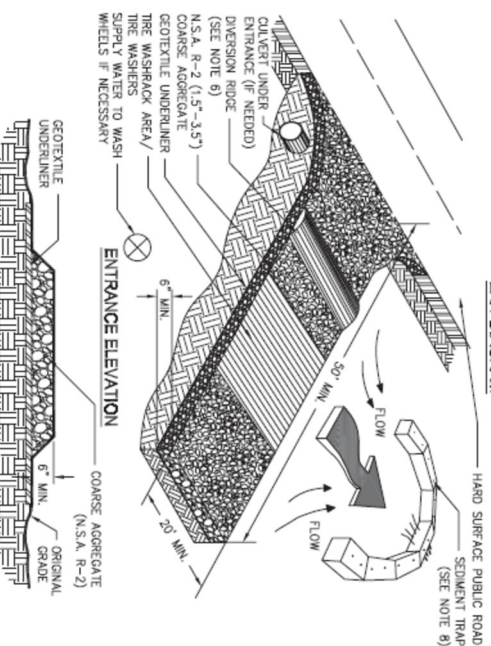 HARD SURFACE PUBLIC ROAD
SEDIMENT TRAP
(SEE NOTE 8)
CULVERT UNDER
ENTRANCE (IF NEEDED)
DIVERSION RIDGE
(SEE NOTE 6)
N.S.A. R-2 (1.5"-3.5")
COARSE AGGREGATE
GEOTEXTILE UNDERLINER
TIRE WASHRACK AREA/
TIRE WASHERS
SUPPLY WATER TO WASH
WHEELS IF NECESSARY
50' MIN.
FLOW
FLOW
6" MIN.
20' MIN.
ENTRANCE ELEVATION
GEOTEXTILE
UNDERLINER
COARSE AGGREGATE
(N.S.A. R-2)
6" MIN.
ORIGINAL
GRADE